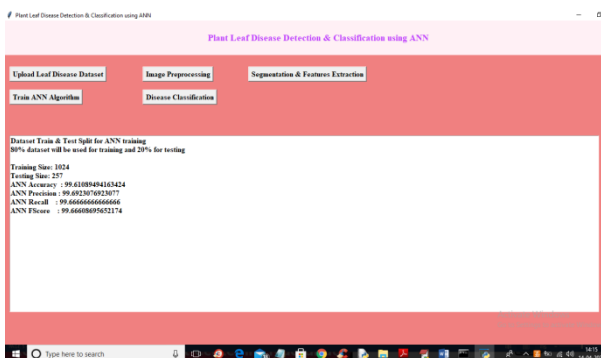 Plant Leaf Disease Detection & Classification using ANN
Plant Leaf Disease Detection & Classification using ANN
Upload Leaf Disease Dataset
Image Preprocessing
Segmentation & Features Extraction
Train ANN Algorithm
Disease Classification
Dataset Train & Test Split for ANN training
80% dataset will be used for training and 20% for testing
Training Size: 1024
Testing Size: 257
ANN Accuracy : 99.61089494163424
ANN Precision : 99.6923076923077
ANN Recall : 99.66666666666666
ANN FScore : 99.66608695652174
Type here to search
14:15